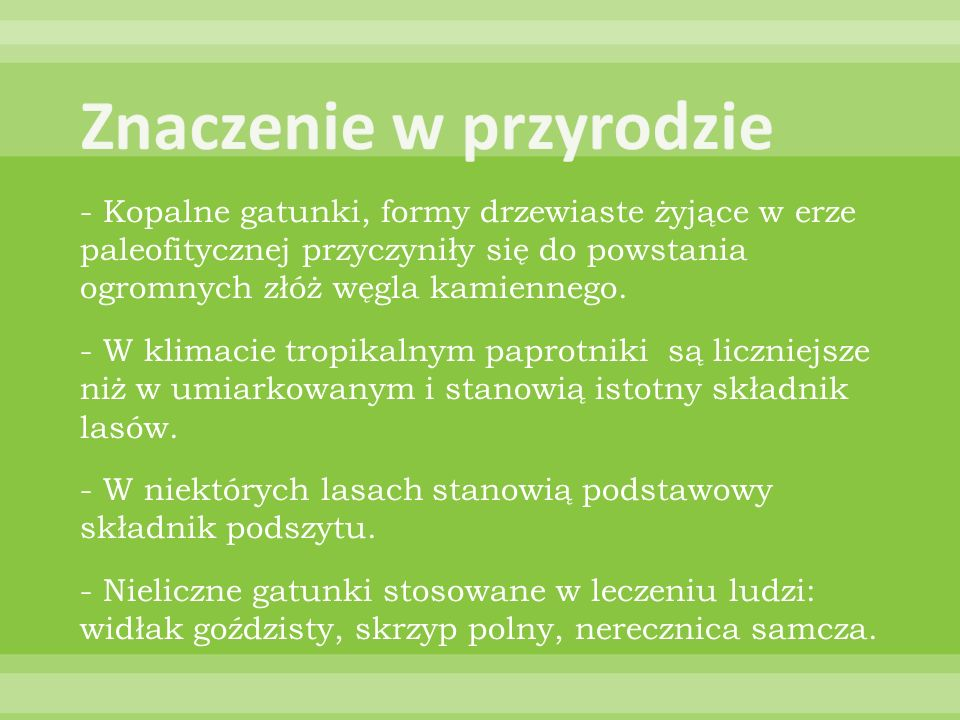 Znaczenie w przyrodzie
- Kopalne gatunki, formy drzewiaste żyjące w erze
paleofitycznej przyczyniły się do powstania
ogromnych złóż węgla kamiennego.
- W klimacie tropikalnym paprotniki  są liczniejsze
niż w umiarkowanym i stanowią istotny składnik
lasów.
- W niektórych lasach stanowią podstawowy
składnik podszytu.
- Nieliczne gatunki stosowane w leczeniu ludzi:
widłak goździsty, skrzyp polny, nerecznica samcza.